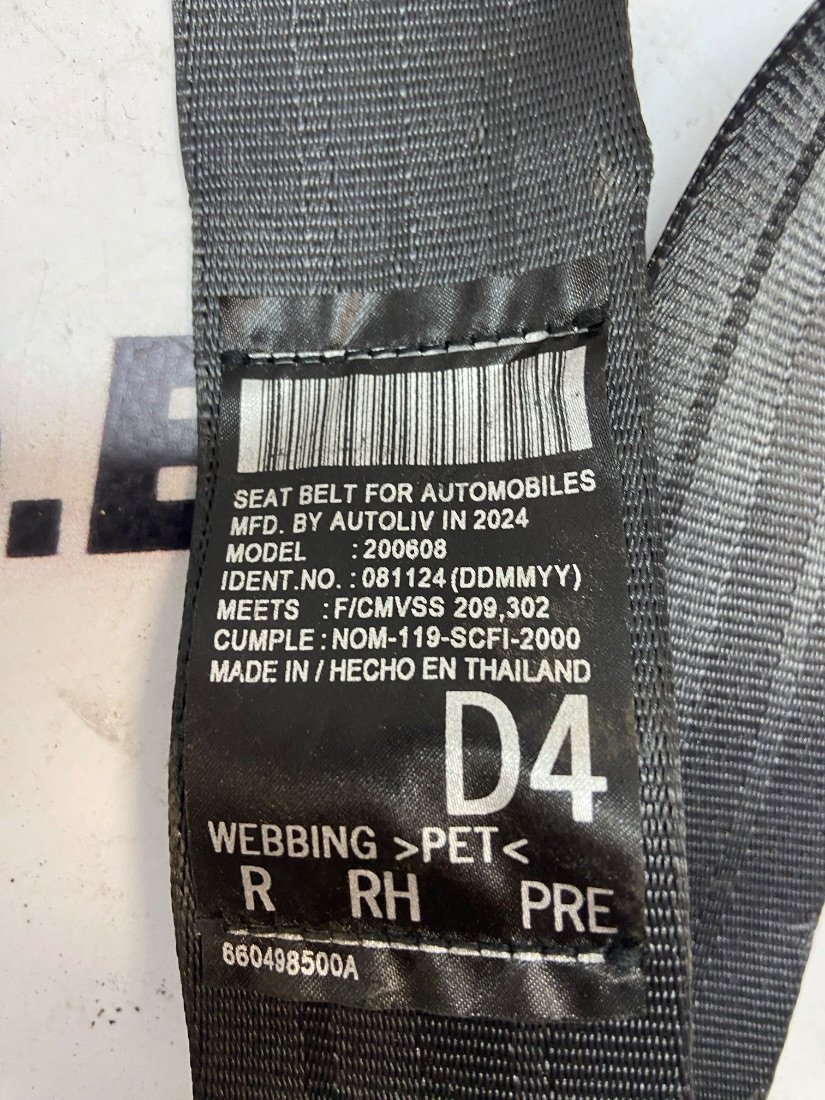 SEAT BELT FOR AUTOMOBILES
MFD. BY AUTOLIV IN 2024
MODEL : 200608
IDENT.NO. : 081124 (DDMMYY)
MEETS : F/CMVSS 209,302
CUMPLE : NOM-119-SCFI-2000
MADE IN / HECHO EN THAILAND
D4
WEBBING >PET<
R RH PRE
660498500A